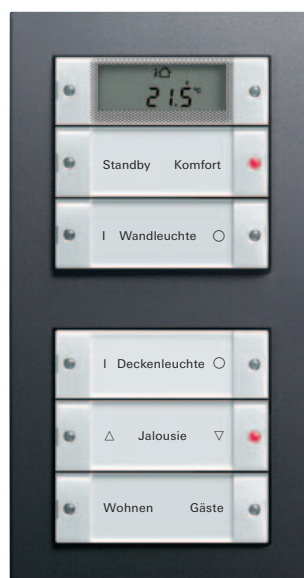 21.5 °C
Standby Komfort
I Wandleuchte ○
I Deckenleuchte ○
△ Jalousie ▽
Wohnen Gäste